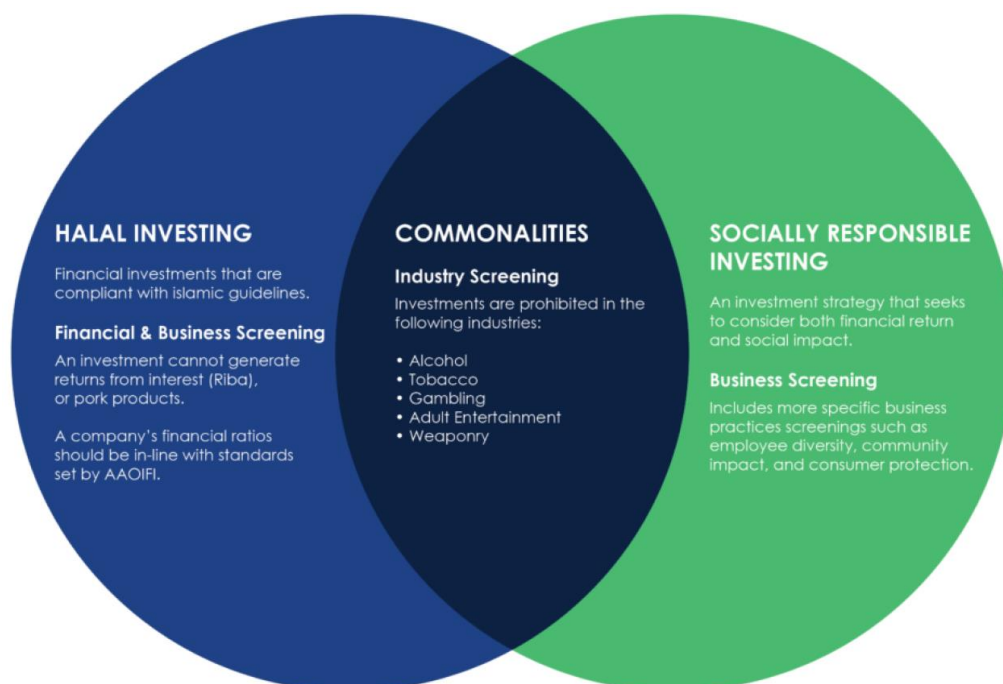 HALAL INVESTING
Financial investments that are
compliant with islamic guidelines.
Financial & Business Screening
An investment cannot generate
returns from interest (Riba),
or pork products.
A company's financial ratios
should be in-line with standards
set by AAOIFI.
COMMONALITIES
Industry Screening
Investments are prohibited in the
following industries:
• Alcohol
• Tobacco
• Gambling
• Adult Entertainment
• Weaponry
SOCIALLY RESPONSIBLE
INVESTING
An investment strategy that seeks
to consider both financial return
and social impact.
Business Screening
Includes more specific business
practices screenings such as
employee diversity, community
impact, and consumer protection.